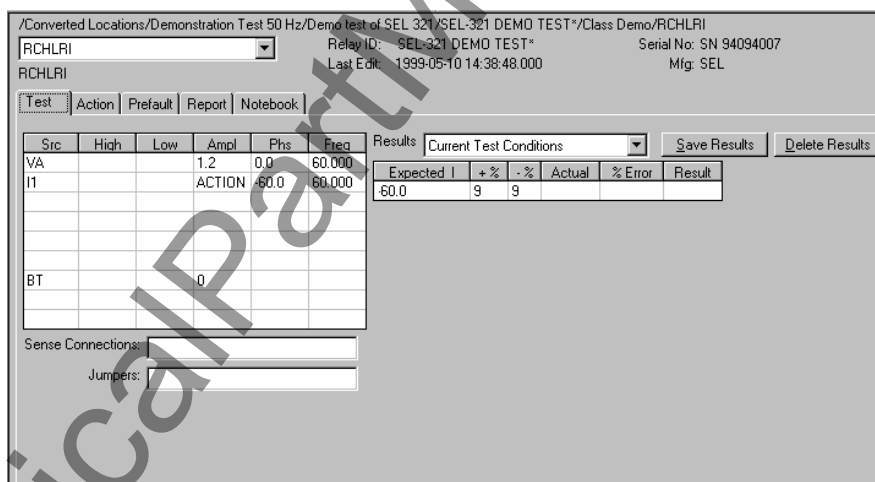 /Converted Locations/Demonstration Test 50 Hz/Demo test of SEL 321/SEL-321 DEMO TEST*/Class Demo/RCHLRI
RCHLRI
Relay ID: SEL-321 DEMO TEST*
Serial No: SN 94094007
Last Edit: 1999-05-10 14:38:48.000
Mfg: SEL
RCHLRI
Test Action Prefault Report Notebook
Results Current Test Conditions Save Results Delete Results
Src High Low Ampl Phs Freq
VA 1.2 0.0 60.000
I1 ACTION -60.0 60.000
BT 0
Expected I + % - % Actual % Error Result
-60.0 9 9
Sense Connections:
Jumpers:
icalPartM